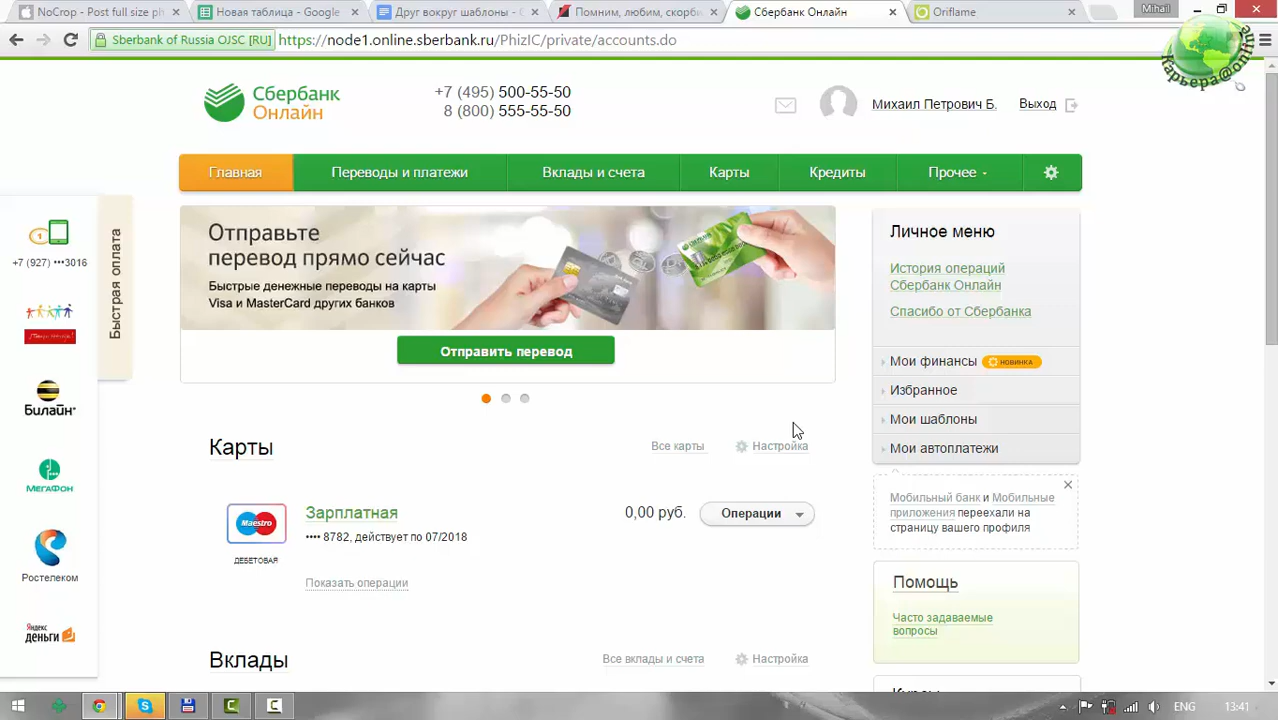 NoCrop - Post full size ph
Новая таблица - Google
Друг вокруг шаблоны - G
Помним, любим, скорби
Сбербанк Онлайн
Oriflame
Mihail
Sberbank of Russia OJSC [RU]
https://node1.online.sberbank.ru/PhizIC/private/accounts.do
Карьера@online
Сбербанк
Онлайн
+7 (495) 500-55-50
8 (800) 555-55-50
Михаил Петрович Б.
Выход
Главная
Переводы и платежи
Вклады и счета
Карты
Кредиты
Прочее
+7 (927) •••3016
Билайн
МЕГАФОН
Ростелеком
Яндекс
деньги
Быстрая оплата
Отправьте
перевод прямо сейчас
Быстрые денежные переводы на карты
Visa и MasterCard других банков
Отправить перевод
Карты
Все карты
Настройка
Maestro
ДЕБЕТОВАЯ
Зарплатная
•••• 8782, действует по 07/2018
Показать операции
0,00 руб.
Операции
Вклады
Все вклады и счета
Настройка
Личное меню
История операций
Сбербанк Онлайн
Спасибо от Сбербанка
Мои финансы
НОВИНКА
Избранное
Мои шаблоны
Мои автоплатежи
Мобильный банк и Мобильные
приложения переехали на
страницу вашего профиля
Помощь
Часто задаваемые
вопросы
ENG
13:41